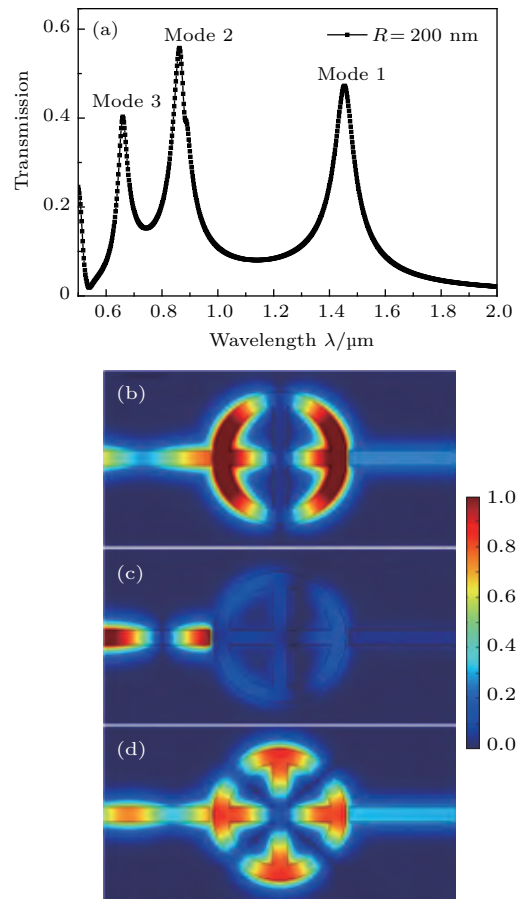 0.6
(a)
Mode 2
R = 200 nm
Mode 1
Mode 3
0.4
Transmission
0.2
0
0.6 0.8 1.0 1.2 1.4 1.6 1.8 2.0
Wavelength λ/µm
(b)
1.0
(c)
0.8
0.6
0.4
0.2
(d)
0.0